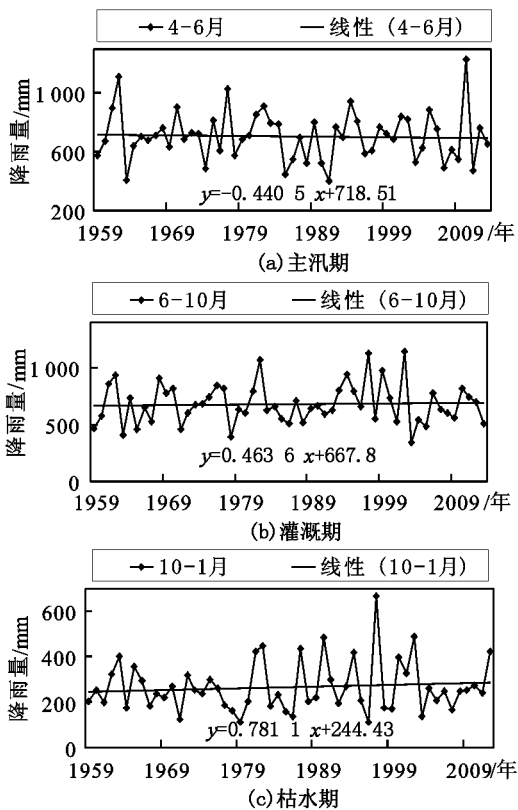 4-6月 线性 (4-6月)
降雨量/mm
1 000
600
200
y=-0.440 5 x+718.51
1959 1969 1979 1989 1999 2009 /年
(a)主汛期
6-10月 线性 (6-10月)
降雨量/mm
1 000
500
0
y=0.463 6 x+667.8
1959 1969 1979 1989 1999 2009 /年
(b)灌溉期
10-1月 线性 (10-1月)
降雨量/mm
600
400
200
0
y=0.781 1 x+244.43
1959 1969 1979 1989 1999 2009 /年
(c)枯水期